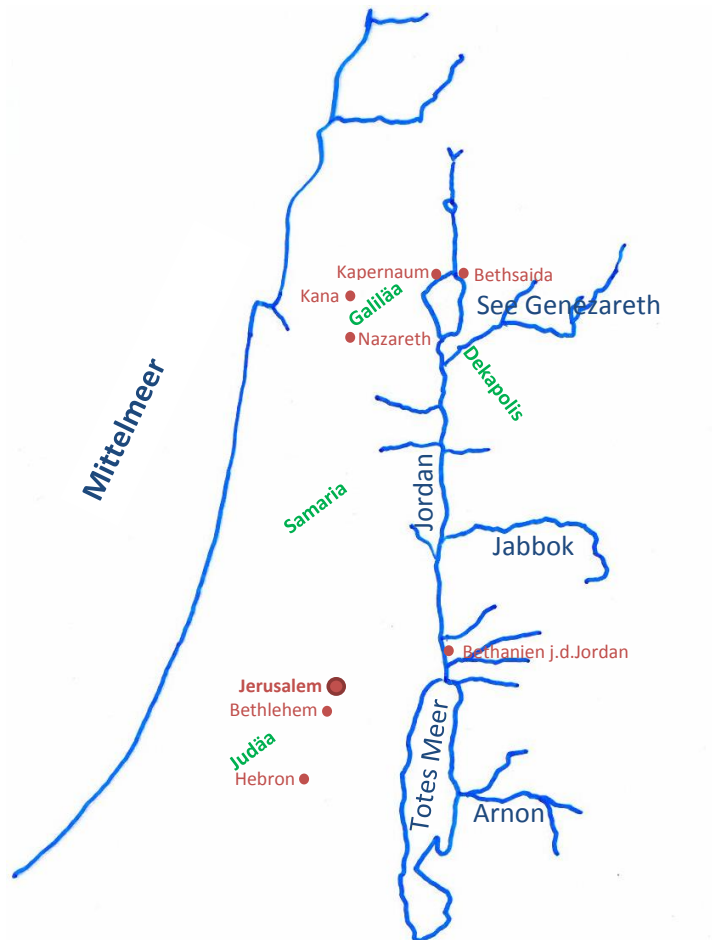 Kapernaum
Bethsaida
Kana
Galiläa
See Genezareth
Nazareth
Dekapolis
Mittelmeer
Jordan
Samaria
Jabbok
Bethanien j.d.Jordan
Jerusalem
Bethlehem
Judäa
Totes Meer
Hebron
Arnon